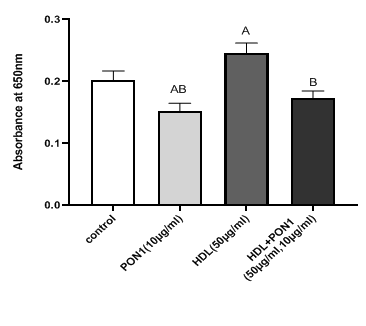 0.3
0.2
0.1
0.0
Absorbance at 650nm
AB
A
B
control
PON1(10μg/ml)
HDL(50μg/ml)
HDL+PON1
(50μg/ml,10μg/ml)